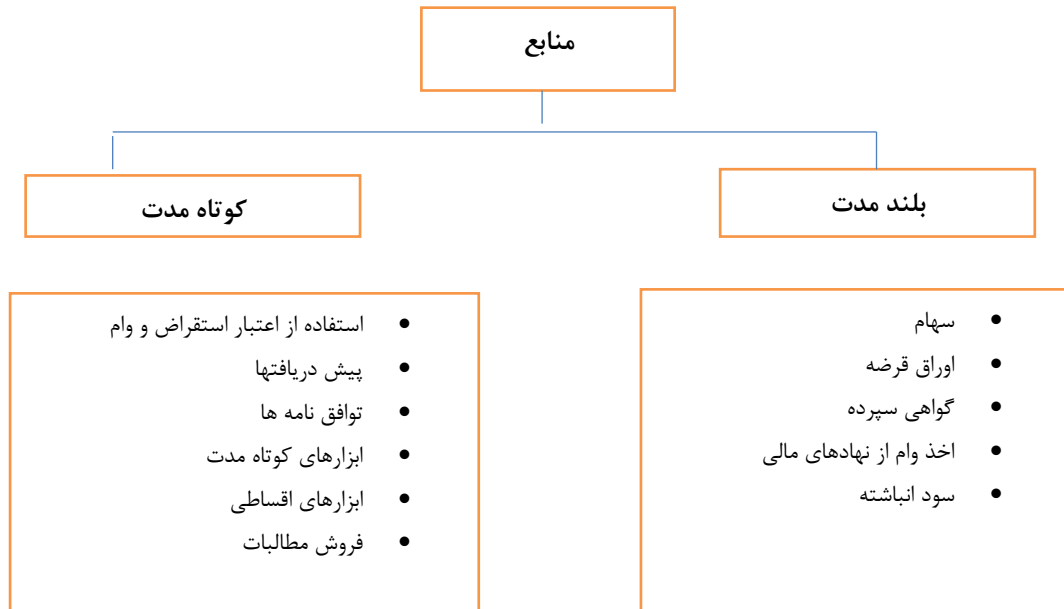 منابع
بلند مدت
کوتاه مدت
• سهام
• اوراق قرضه
• گواهی سپرده
• اخذ وام از نهادهای مالی
• سود انباشته
• استفاده از اعتبار استقراض و وام
• پیش دریافتها
• توافق نامه ها
• ابزارهای کوتاه مدت
• ابزارهای اقساطی
• فروش مطالبات